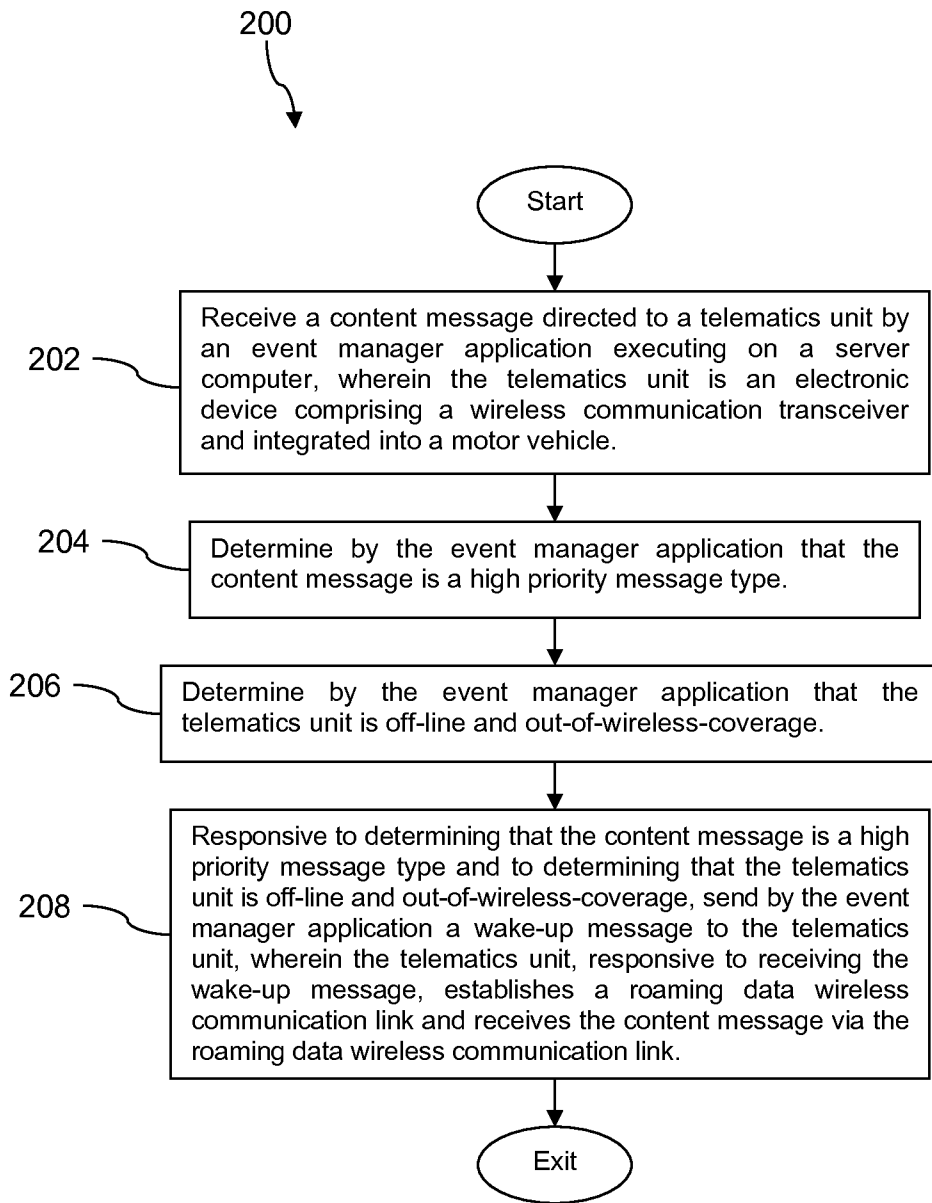 200
Start
202
Receive a content message directed to a telematics unit by
an event manager application executing on a server
computer, wherein the telematics unit is an electronic
device comprising a wireless communication transceiver
and integrated into a motor vehicle.
204
Determine by the event manager application that the
content message is a high priority message type.
206
Determine by the event manager application that the
telematics unit is off-line and out-of-wireless-coverage.
208
Responsive to determining that the content message is a high
priority message type and to determining that the telematics
unit is off-line and out-of-wireless-coverage, send by the event
manager application a wake-up message to the telematics
unit, wherein the telematics unit, responsive to receiving the
wake-up message, establishes a roaming data wireless
communication link and receives the content message via the
roaming data wireless communication link.
Exit